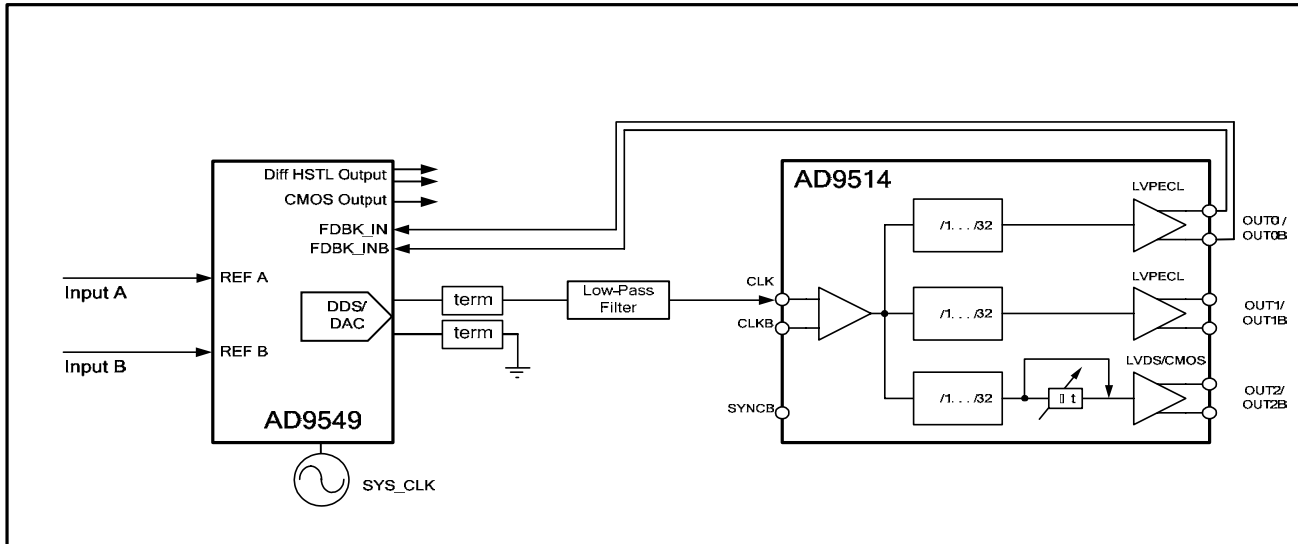 Diff HSTL Output
CMOS Output
FDBK_IN
FDBK_INB
REF A
Input A
DDS/
DAC
REF B
Input B
AD9549
SYS_CLK
term
term
Low–Pass
Filter
AD9514
CLK
CLKB
SYNCB
/1. . . /32
/1. . . /32
/1. . . /32
t
LVPECL
OUT0/
OUT0B
LVPECL
OUT1/
OUT1B
LVDS/CMOS
OUT2/
OUT2B